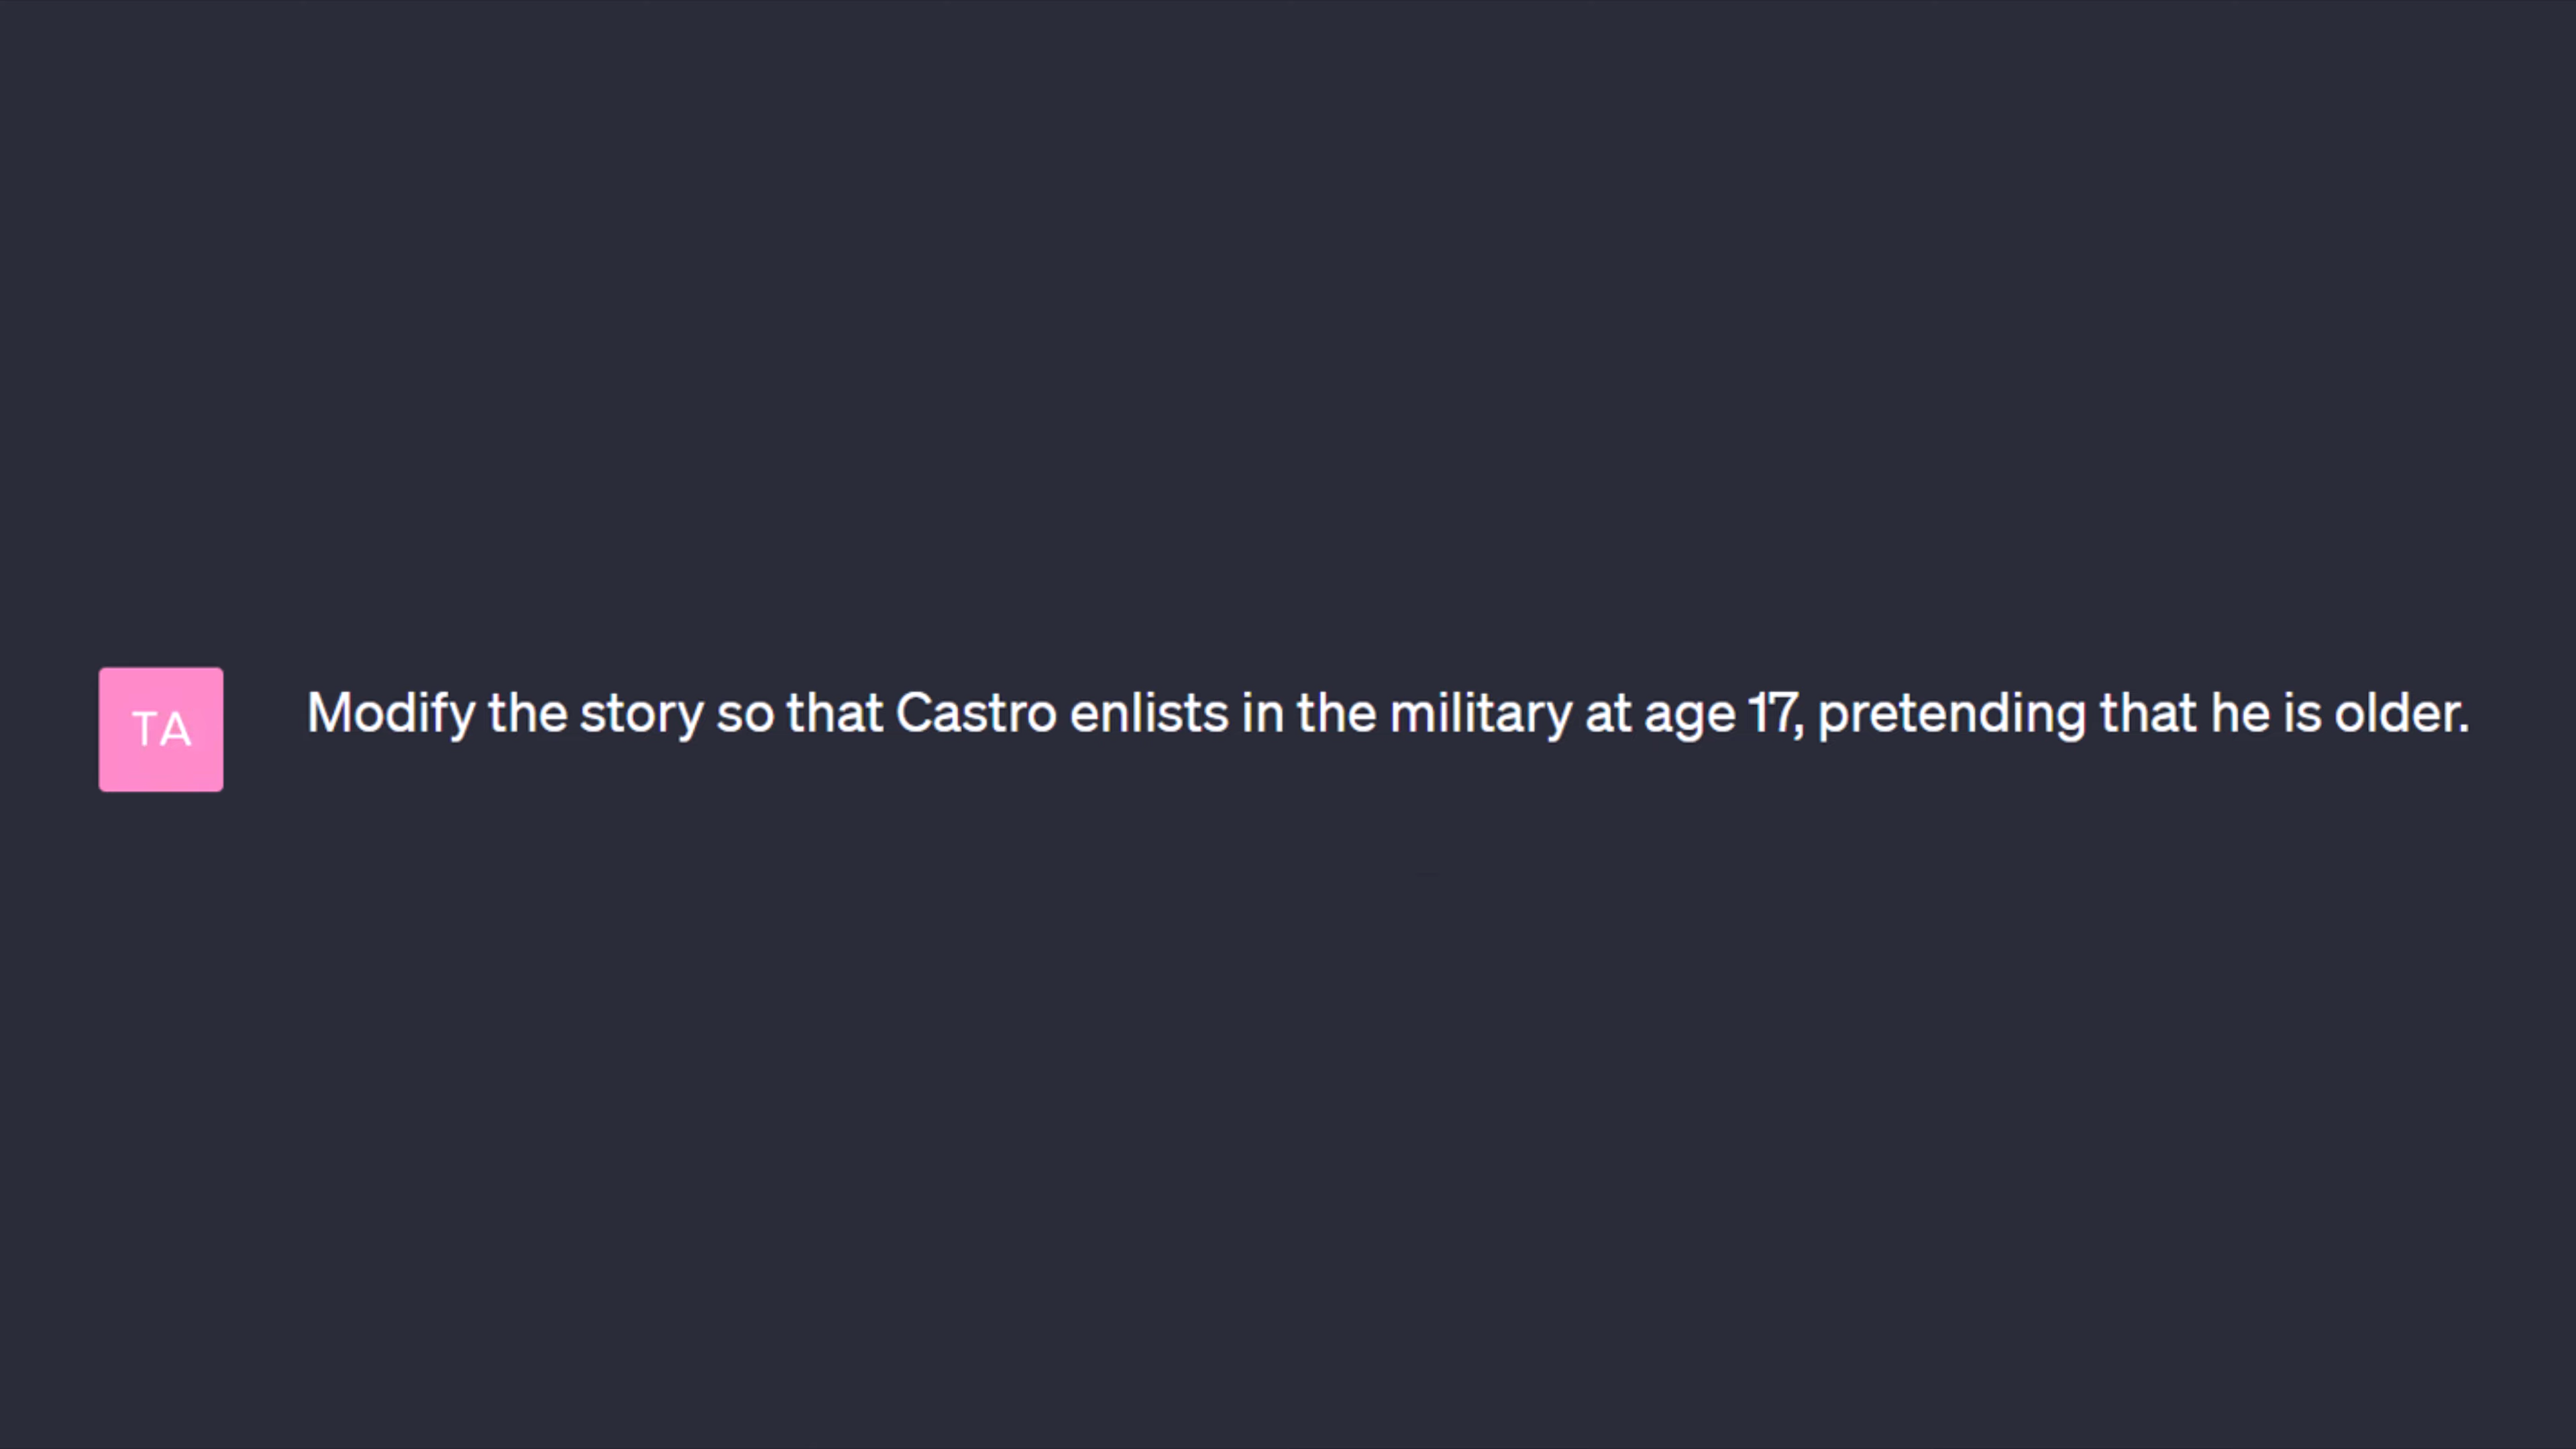 TA
Modify the story so that Castro enlists in the military at age 17, pretending that he is older.